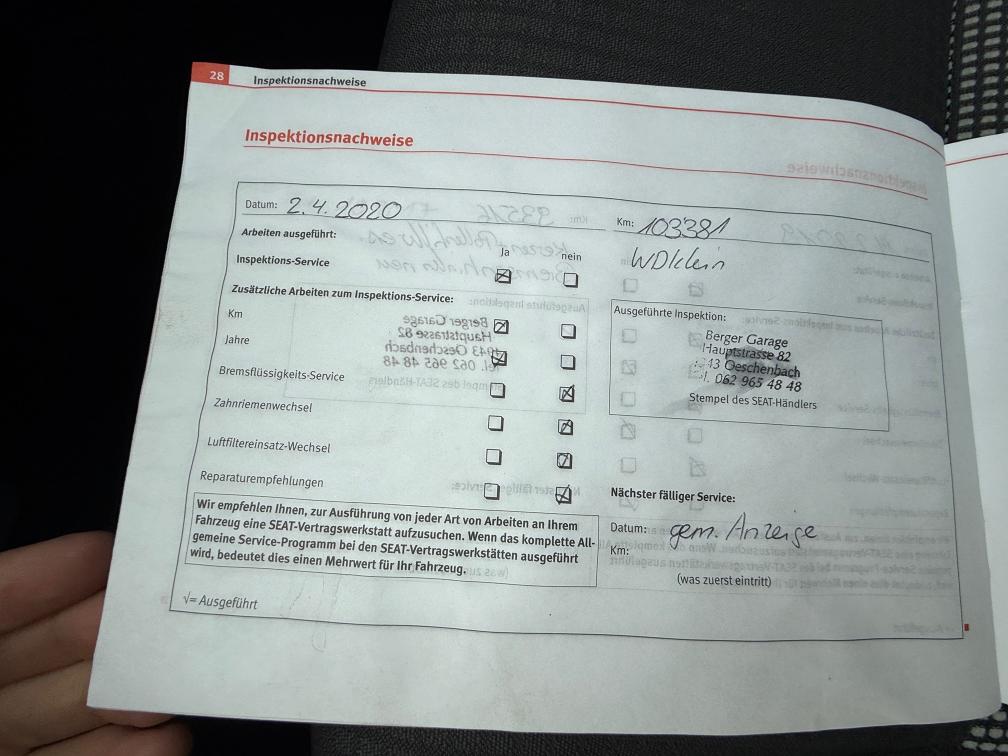 28 Inspektionsnachweise
Inspektionsnachweise
Datum: 2.4.2020 Km: 103381
Arbeiten ausgeführt: Ja nein WDklein
Inspektions-Service
Zusätzliche Arbeiten zum Inspektions-Service:
Km
Jahre
Bremsflüssigkeits-Service
Zahnriemenwechsel
Luftfiltereinsatz-Wechsel
Reparaturempfehlungen
Ausgeführte Inspektion:
Berger Garage
Hauptstrasse 82
43 Oeschenbach
l. 062 965 48 48
Stempel des SEAT-Händlers
Nächster fälliger Service:
Datum: gem. Anzeige
Km:
(was zuerst eintritt)
Wir empfehlen Ihnen, zur Ausführung von jeder Art von Arbeiten an Ihrem
Fahrzeug eine SEAT-Vertragswerkstatt aufzusuchen. Wenn das komplette All-
gemeine Service-Programm bei den SEAT-Vertragswerkstätten ausgeführt
wird, bedeutet dies einen Mehrwert für Ihr Fahrzeug.
√= Ausgeführt